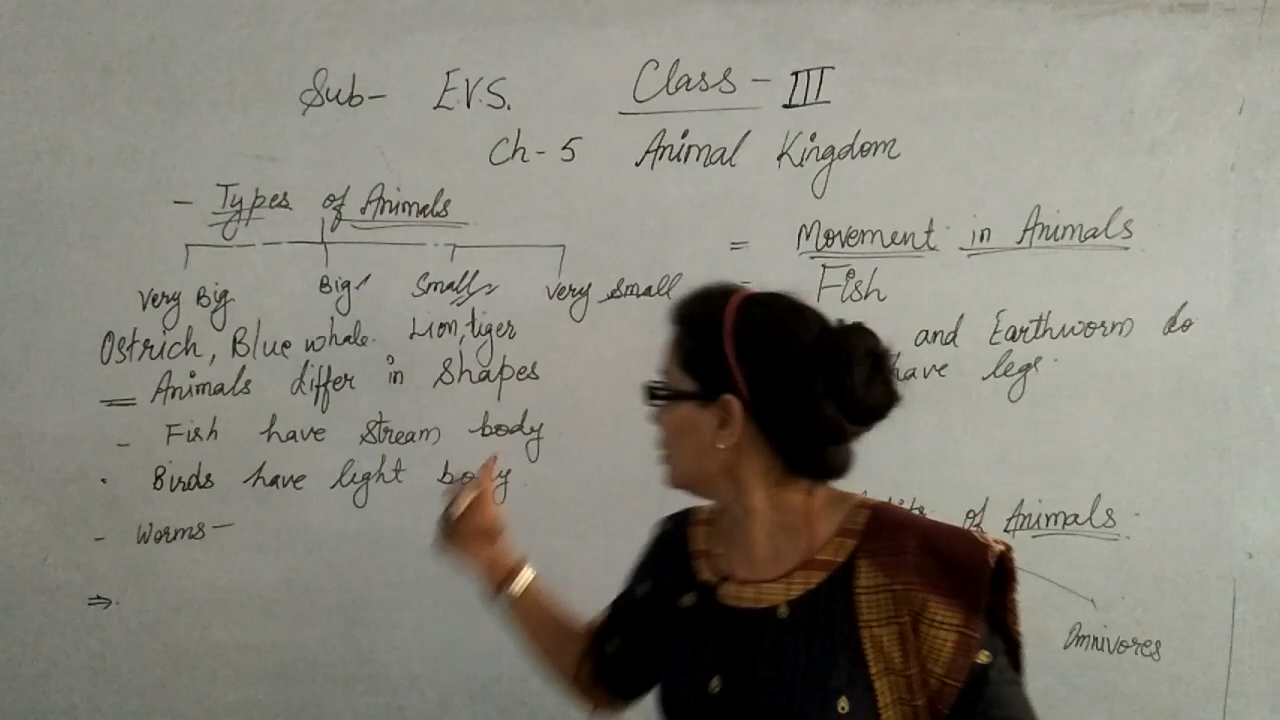 Sub- E.V.S. Class - III
Ch - 5 Animal Kingdom
- Types of Animals
Very Big Big Small Very small
Ostrich, Blue whale. Lion, tiger
= Animals differ in shapes
- Fish have stream body
. Birds have light body
- Worms-
⇒.
= Movement in Animals
- Fish
and Earthworm do
have legs.
of Animals.
Omnivores